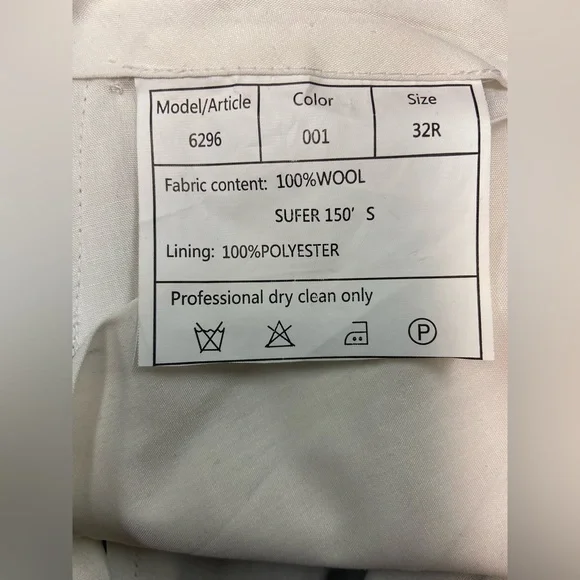 Model/Article Color Size
6296 001 32R
Fabric content: 100%WOOL
SUFER 150' S
Lining: 100%POLYESTER
Professional dry clean only
P